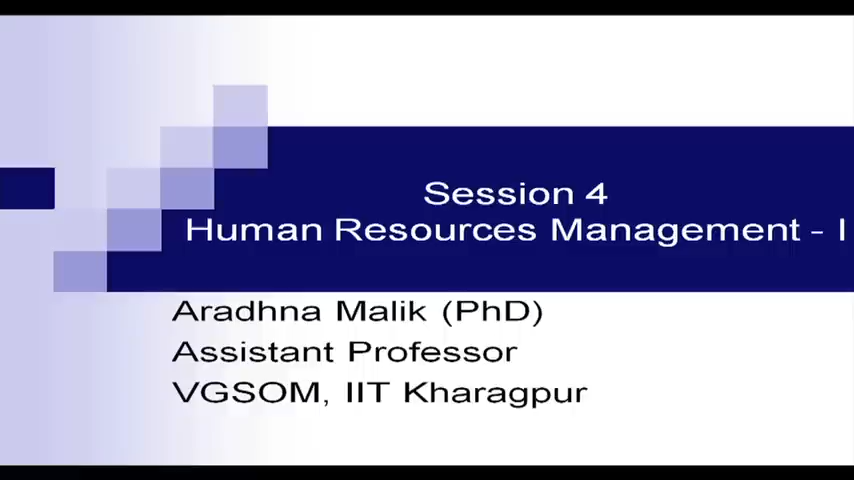 Session 4
Human Resources Management - I
Aradhna Malik (PhD)
Assistant Professor
VGSOM, IIT Kharagpur